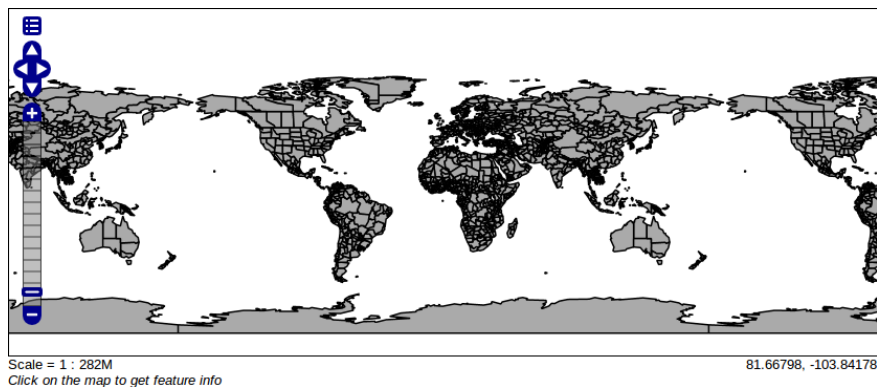 Scale = 1 : 282M
81.66798, -103.84178
Click on the map to get feature info